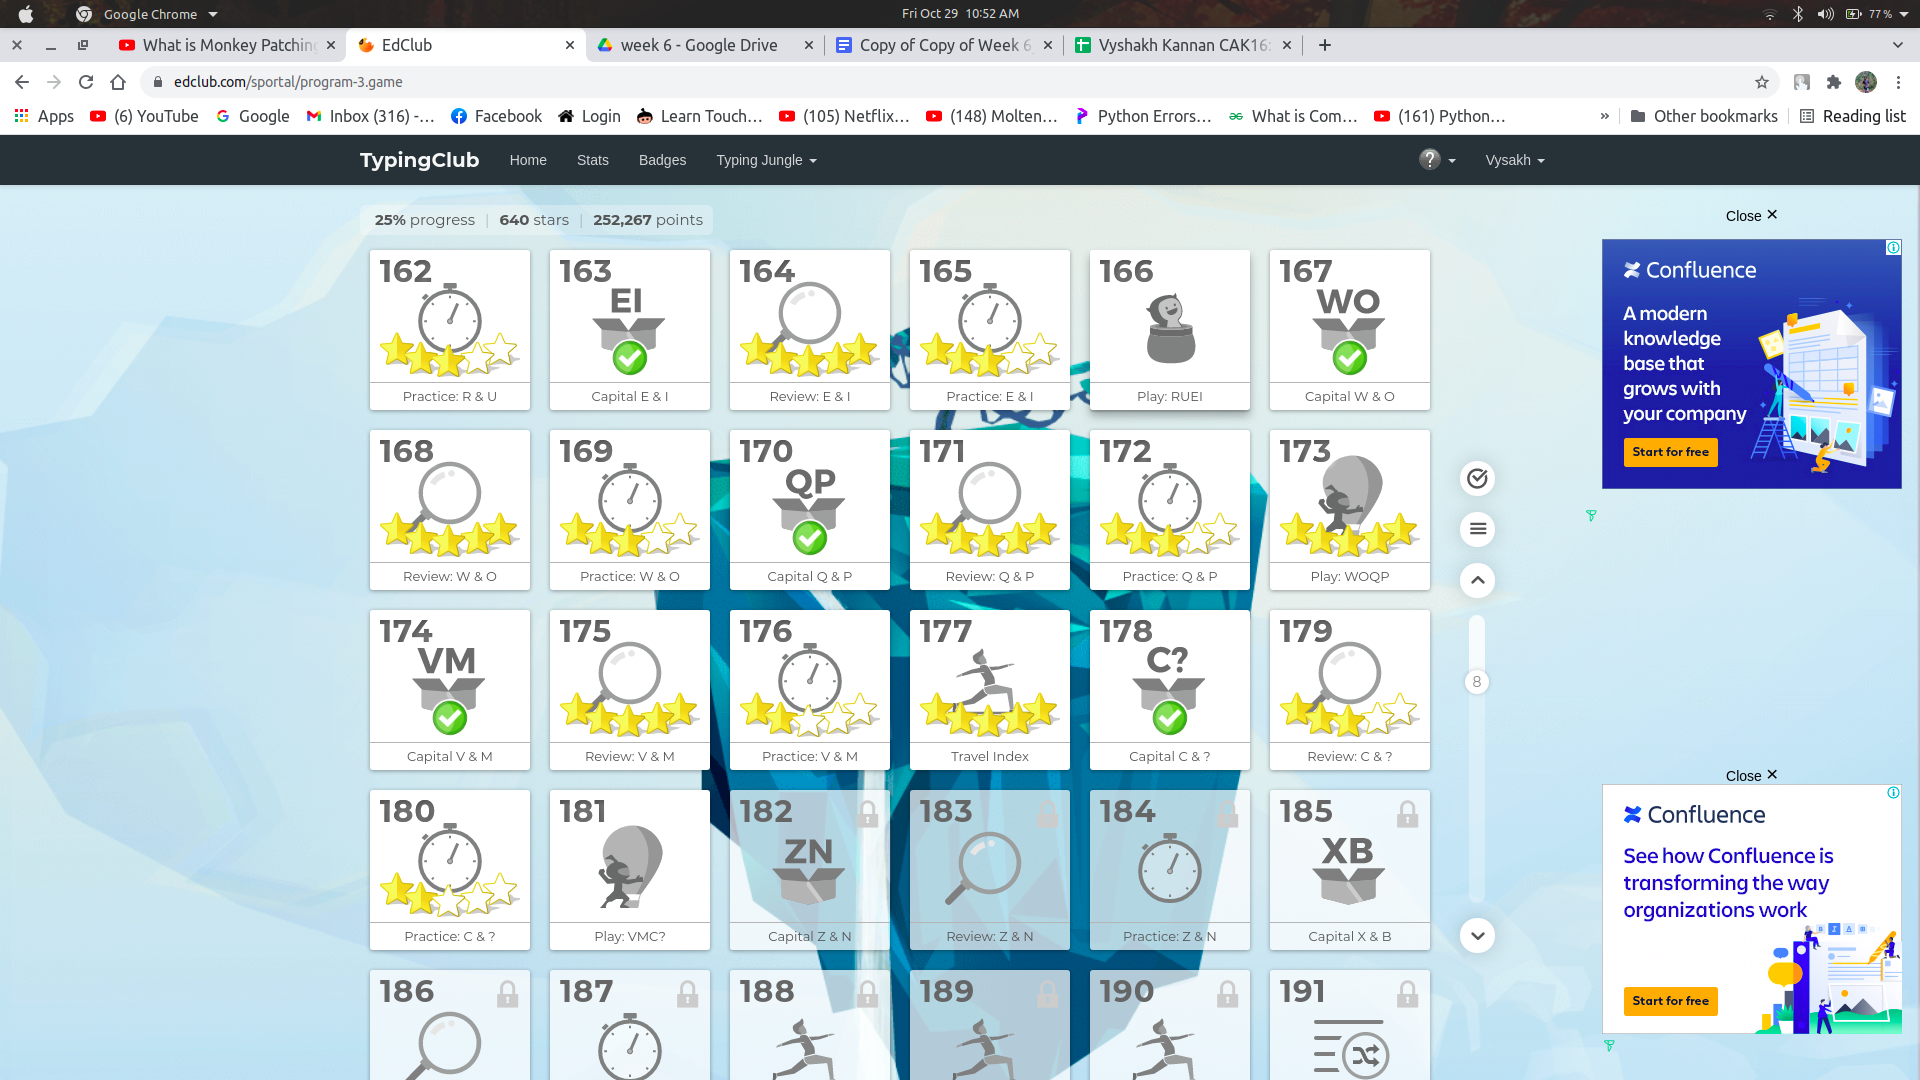 Google Chrome
Fri Oct 29 10:52 AM
77 %
What is Monkey Patching
EdClub
week 6 - Google Drive
Copy of Copy of Week 6
Vyshakh Kannan CAK16
edclub.com/sportal/program-3.game
Apps
(6) YouTube
Google
Inbox (316) -...
Facebook
Login
Learn Touch...
(105) Netflix...
(148) Molten...
Python Errors...
What is Com...
(161) Python...
»
Other bookmarks
Reading list
TypingClub
Home
Stats
Badges
Typing Jungle
?
Vysakh
25% progress | 640 stars | 252,267 points
162
Practice: R & U
163
EI
Capital E & I
164
Review: E & I
165
Practice: E & I
166
Play: RUEI
167
WO
Capital W & O
168
Review: W & O
169
Practice: W & O
170
QP
Capital Q & P
171
Review: Q & P
172
Practice: Q & P
173
Play: WOQP
174
VM
Capital V & M
175
Review: V & M
176
Practice: V & M
177
Travel Index
178
C?
Capital C & ?
179
Review: C & ?
180
Practice: C & ?
181
Play: VMC?
182
ZN
Capital Z & N
183
Review: Z & N
184
Practice: Z & N
185
XB
Capital X & B
186
187
188
189
190
191
8
Close ✕
Confluence
A modern
knowledge
base that
grows with
your company
Start for free
Close ✕
Confluence
See how Confluence is
transforming the way
organizations work
Start for free